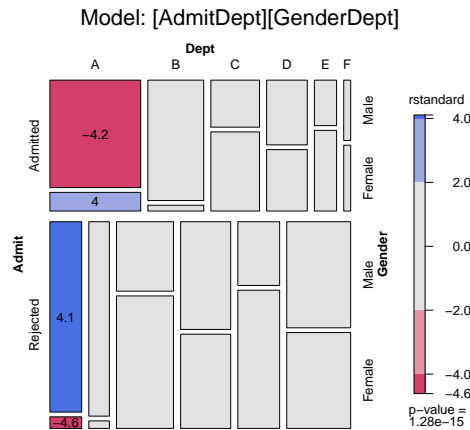 Model: [AdmitDept][GenderDept]
Dept
A B C D E F
Admit
Admitted
Rejected
Gender
Male
Female
Male
Female
−4.2
4
4.1
−4.6
rstandard
4.0
2.0
0.0
−2.0
−4.0
−4.6
p−value =
1.28e−15